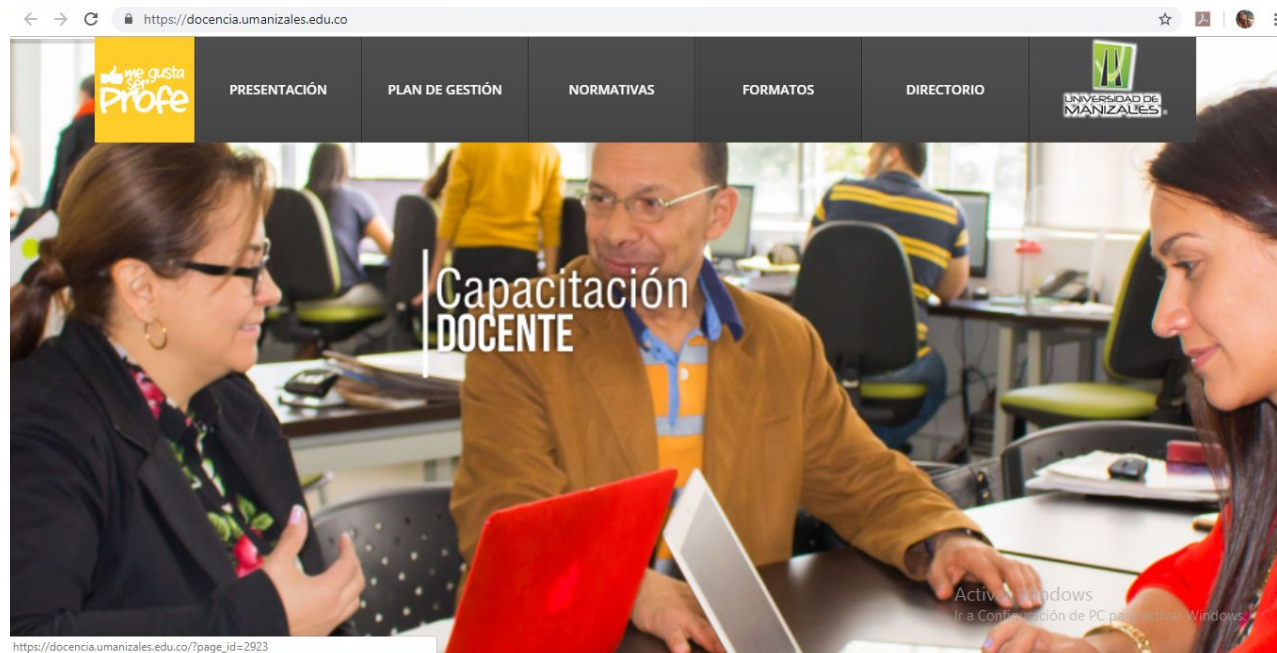 https://docencia.umanizales.edu.co
me gusta
ser
Profe
PRESENTACIÓN
PLAN DE GESTIÓN
NORMATIVAS
FORMATOS
DIRECTORIO
UNIVERSIDAD DE
MANIZALES
Capacitación
DOCENTE
Activar Windows
Ir a Configuración de PC para activar Windows.
https://docencia.umanizales.edu.co/?page_id=2923